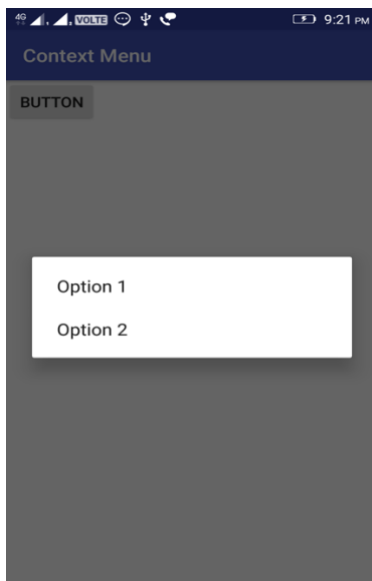 4G VOLTE 9:21 PM
Context Menu
BUTTON
Option 1
Option 2